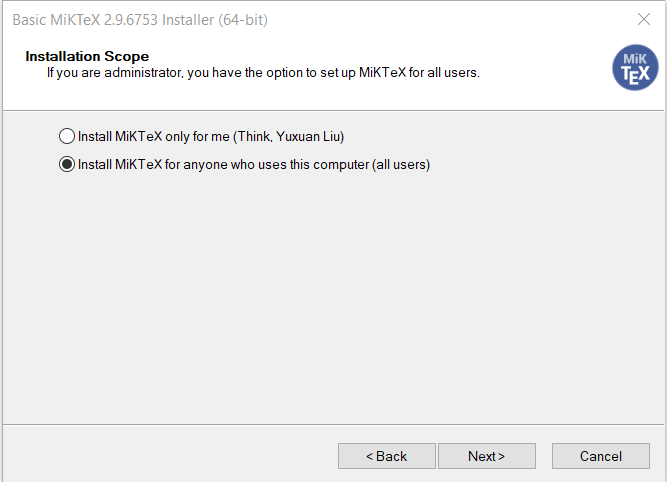 Basic MiKTeX 2.9.6753 Installer (64-bit)
Installation Scope
If you are administrator, you have the option to set up MiKTeX for all users.
MiK
TEX
Install MiKTeX only for me (Think, Yuxuan Liu)
Install MiKTeX for anyone who uses this computer (all users)
< Back
Next >
Cancel